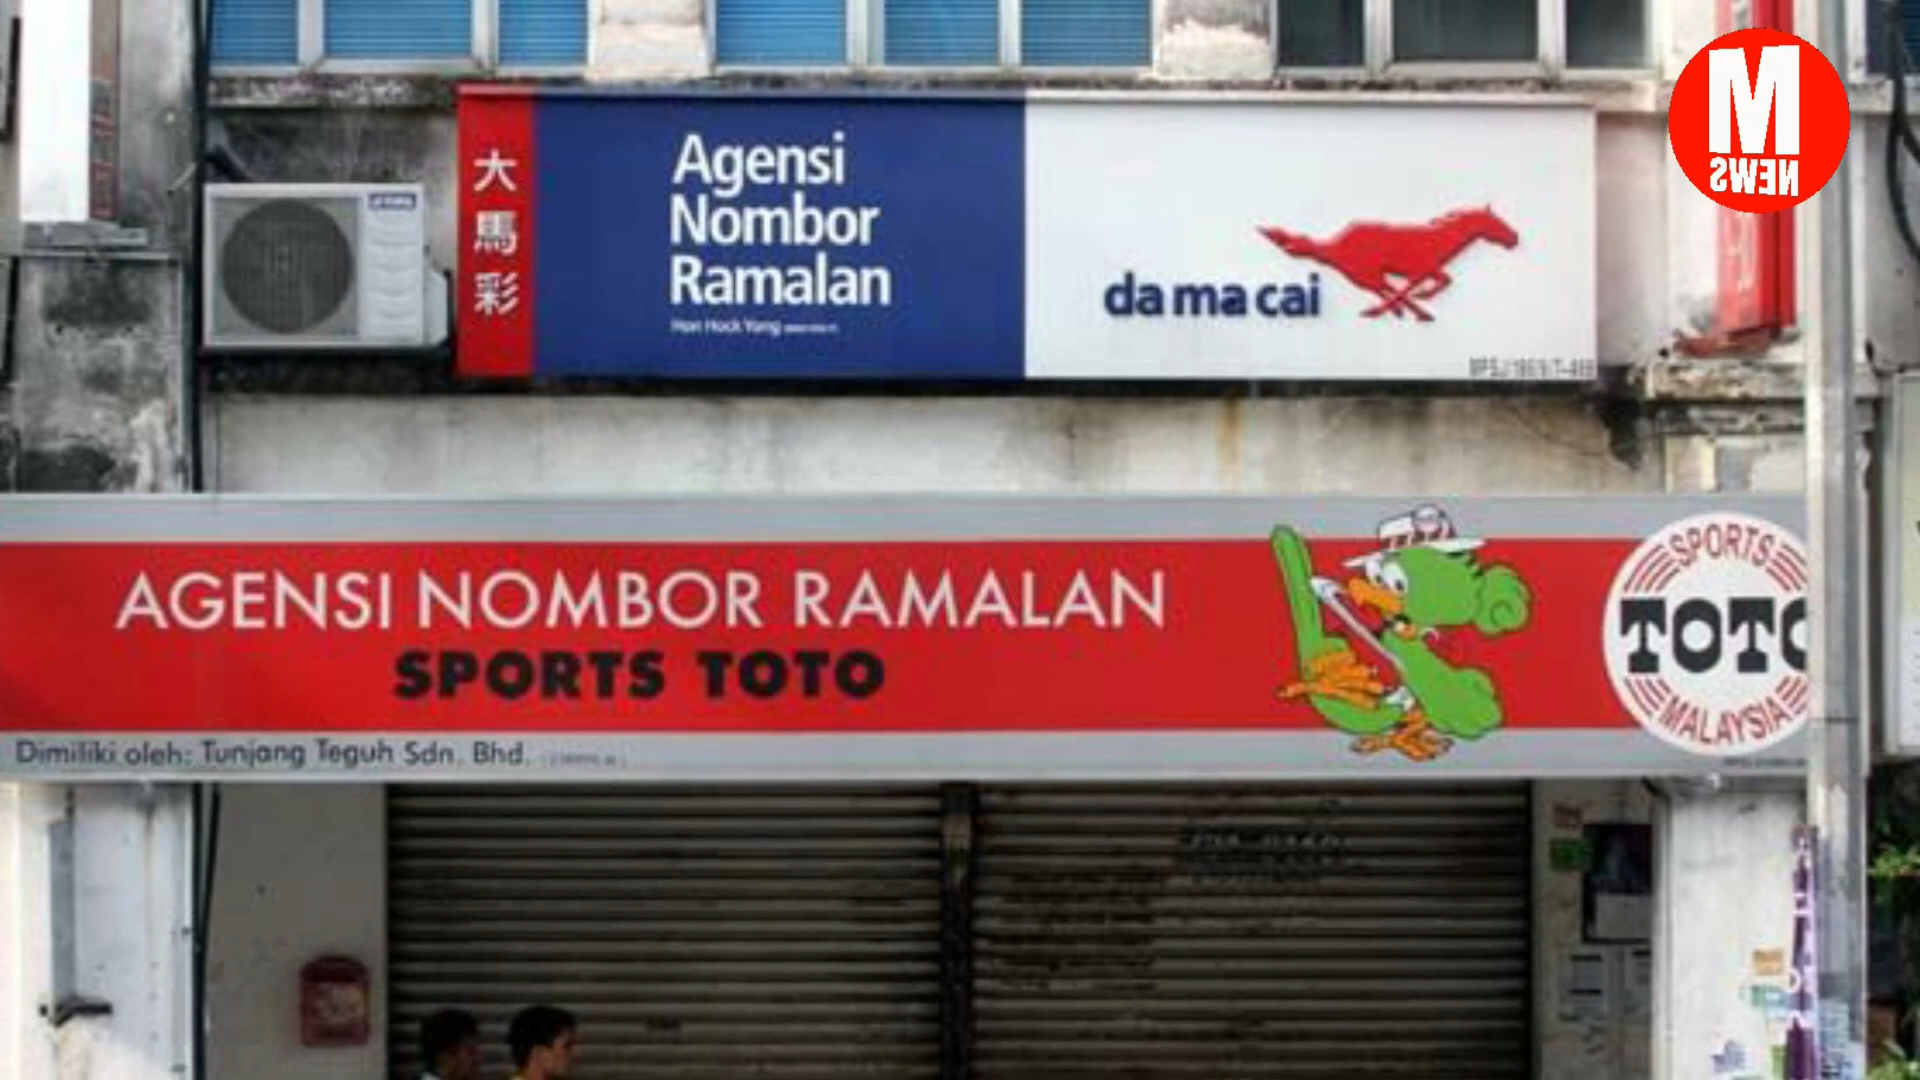 M
NEWS
大馬彩
Agensi
Nombor
Ramalan
Hon Hock Yong
da ma cai
AGENSI NOMBOR RAMALAN
SPORTS TOTO
Dimiliki oleh: Tunjang Teguh Sdn. Bhd.
SPORTS
TOTO
MALAYSIA